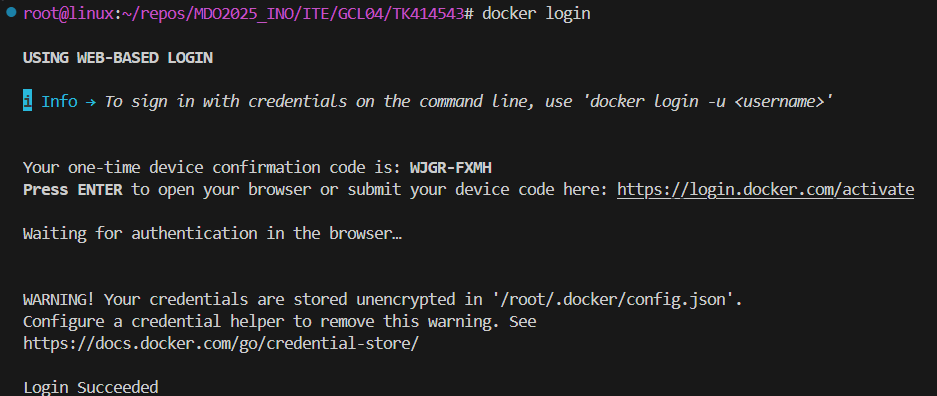 root@linux:~/repos/MDO2025_INO/ITE/GCL04/TK414543# docker login
USING WEB-BASED LOGIN
i Info → To sign in with credentials on the command line, use 'docker login -u <username>'
Your one-time device confirmation code is: WJGR-FXMH
Press ENTER to open your browser or submit your device code here: https://login.docker.com/activate
Waiting for authentication in the browser…
WARNING! Your credentials are stored unencrypted in '/root/.docker/config.json'.
Configure a credential helper to remove this warning. See
https://docs.docker.com/go/credential-store/
Login Succeeded